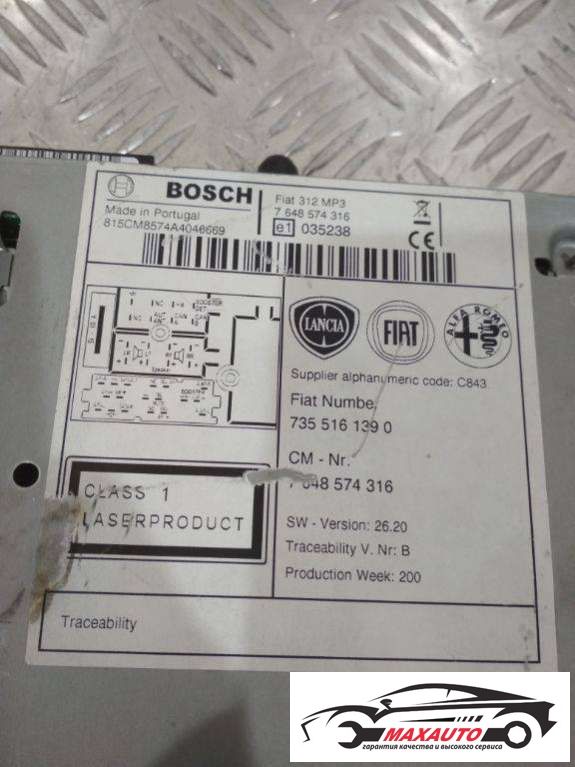 BOSCH
Made in Portugal
815CM8574A4046669
Fiat 312 MP3
7 648 574 316
e1 035238
CE
LANCIA
FIAT
ALFA ROMEO
Supplier alphanumeric code: C843
Fiat Numbe
735 516 139 0
CM - Nr.
7 648 574 316
CLASS 1
LASERPRODUCT
SW - Version: 26.20
Traceability V. Nr: B
Production Week: 200
Traceability
MAXAUTO
гарантия качества и высокого сервиса